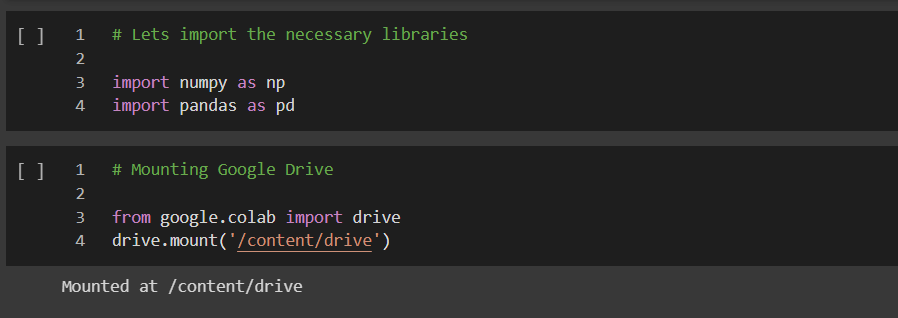 [ ] 1 # Lets import the necessary libraries
2
3 import numpy as np
4 import pandas as pd
[ ] 1 # Mounting Google Drive
2
3 from google.colab import drive
4 drive.mount('/content/drive')
Mounted at /content/drive